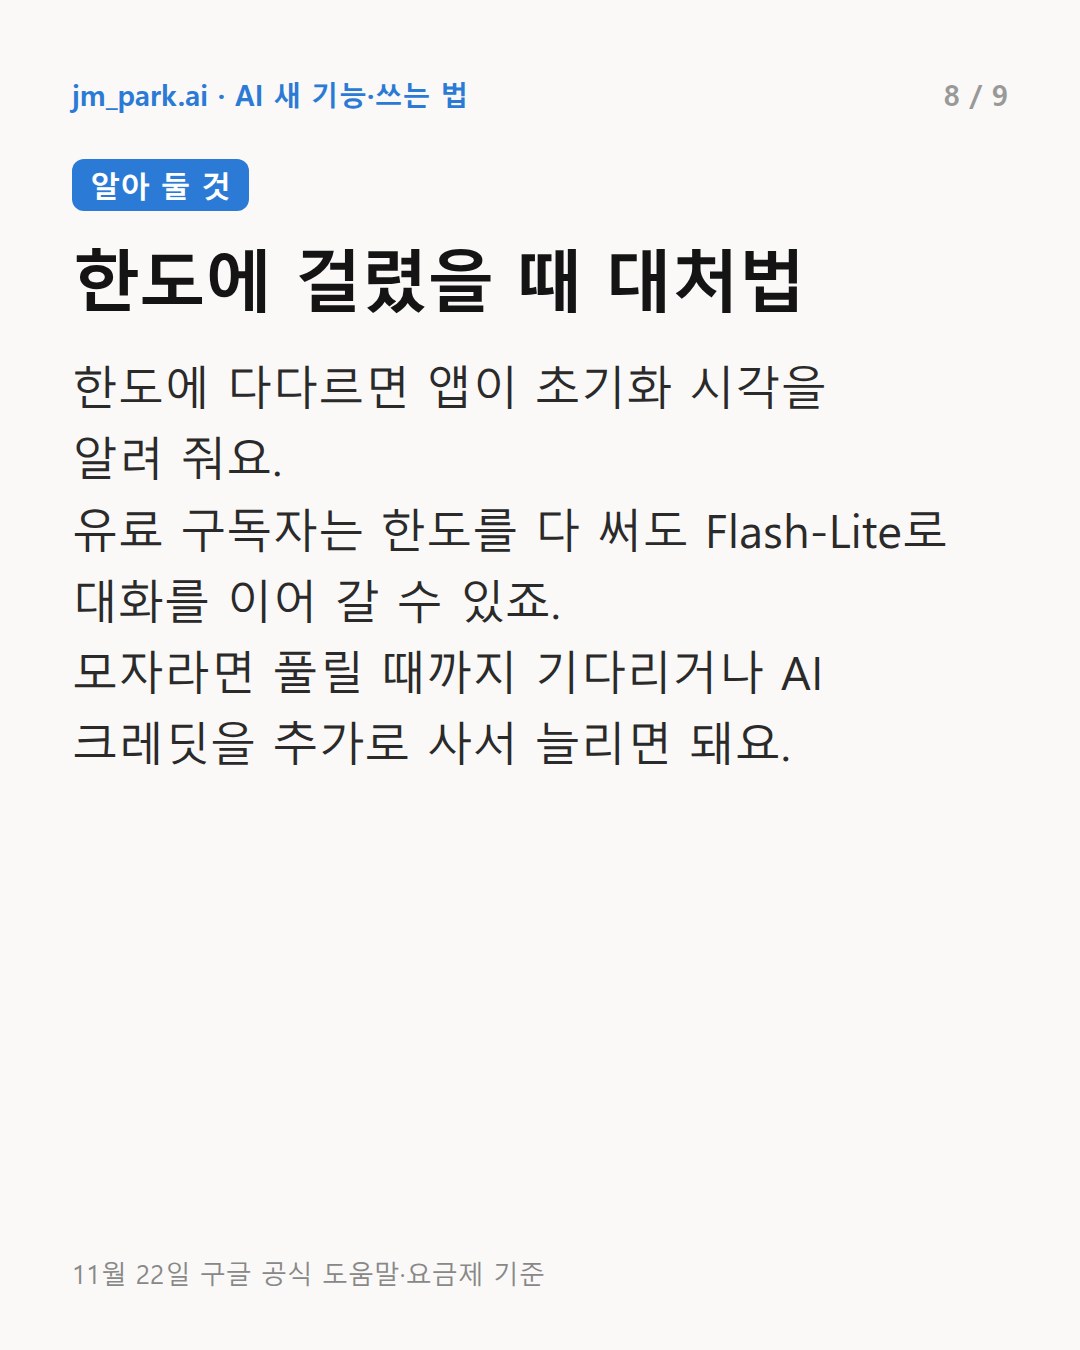 jm_park.ai · AI 새 기능·쓰는 법
8 / 9
알아 둘 것
한도에 걸렸을 때 대처법
한도에 다다르면 앱이 초기화 시각을
알려 줘요.
유료 구독자는 한도를 다 써도 Flash-Lite로
대화를 이어 갈 수 있죠.
모자라면 풀릴 때까지 기다리거나 AI
크레딧을 추가로 사서 늘리면 돼요.
11월 22일 구글 공식 도움말·요금제 기준